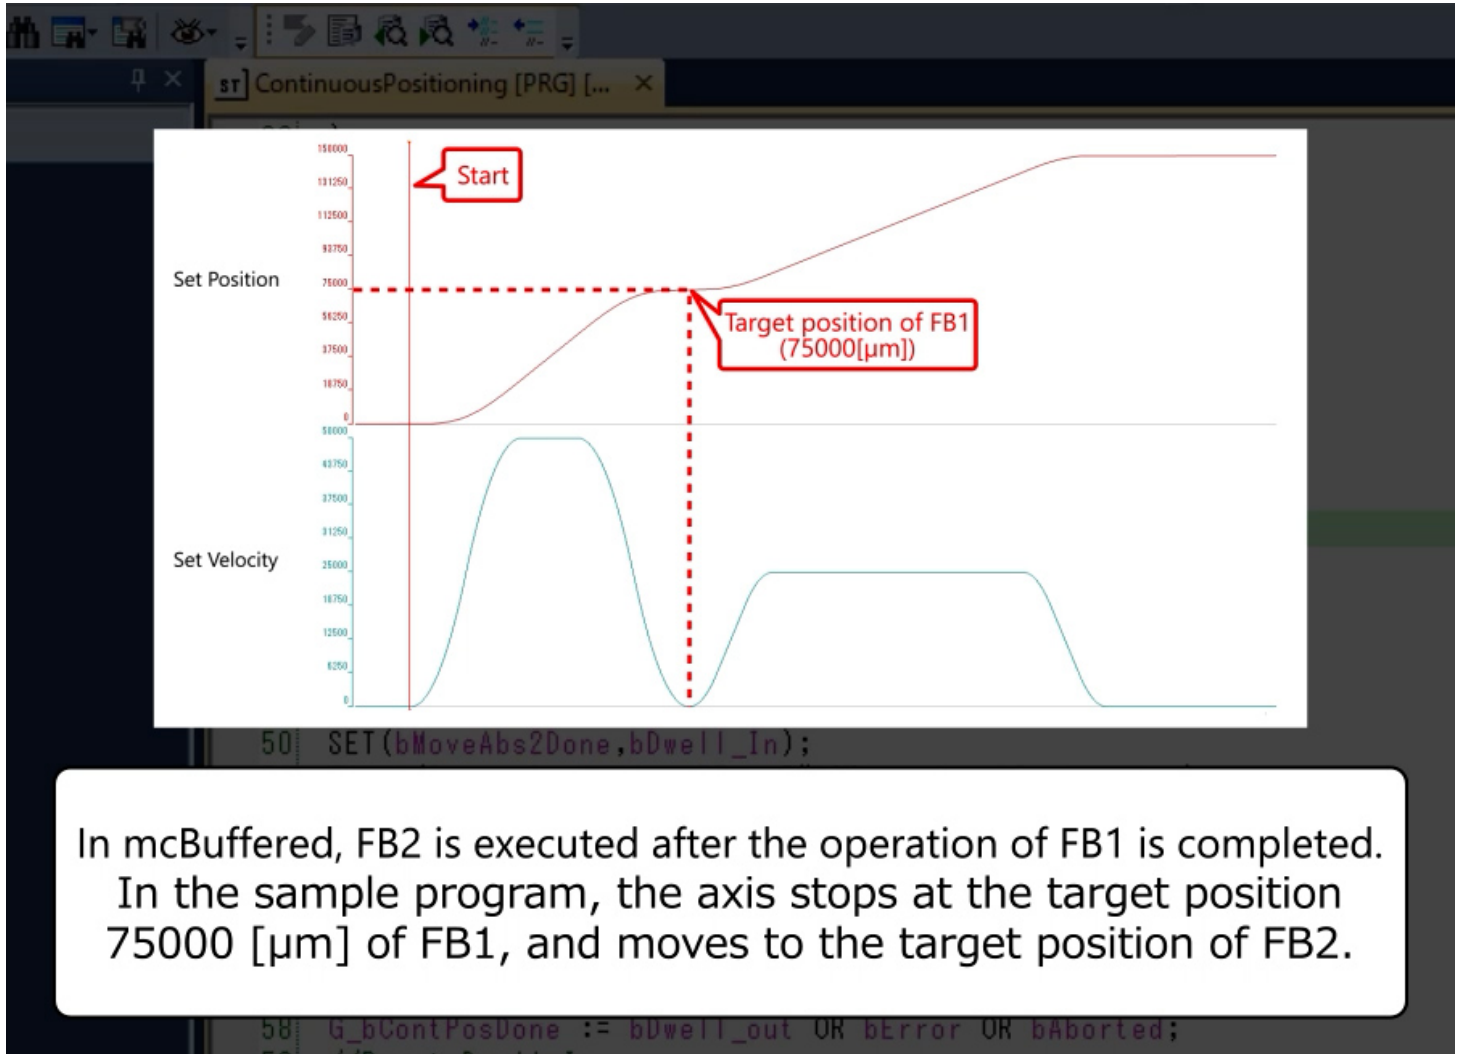 ST ContinuousPositioning [PRG] [...
Start
Set Position
150000
131250
112500
93750
75000
56250
37500
18750
0
Target position of FB1
(75000[μm])
Set Velocity
50000
43750
37500
31250
25000
18750
12500
6250
0
50 SET(bMoveAbs2Done,bDwell_In);
In mcBuffered, FB2 is executed after the operation of FB1 is completed.
In the sample program, the axis stops at the target position
75000 [μm] of FB1, and moves to the target position of FB2.
58 G_bContPosDone := bDwell_out OR bError OR bAborted;